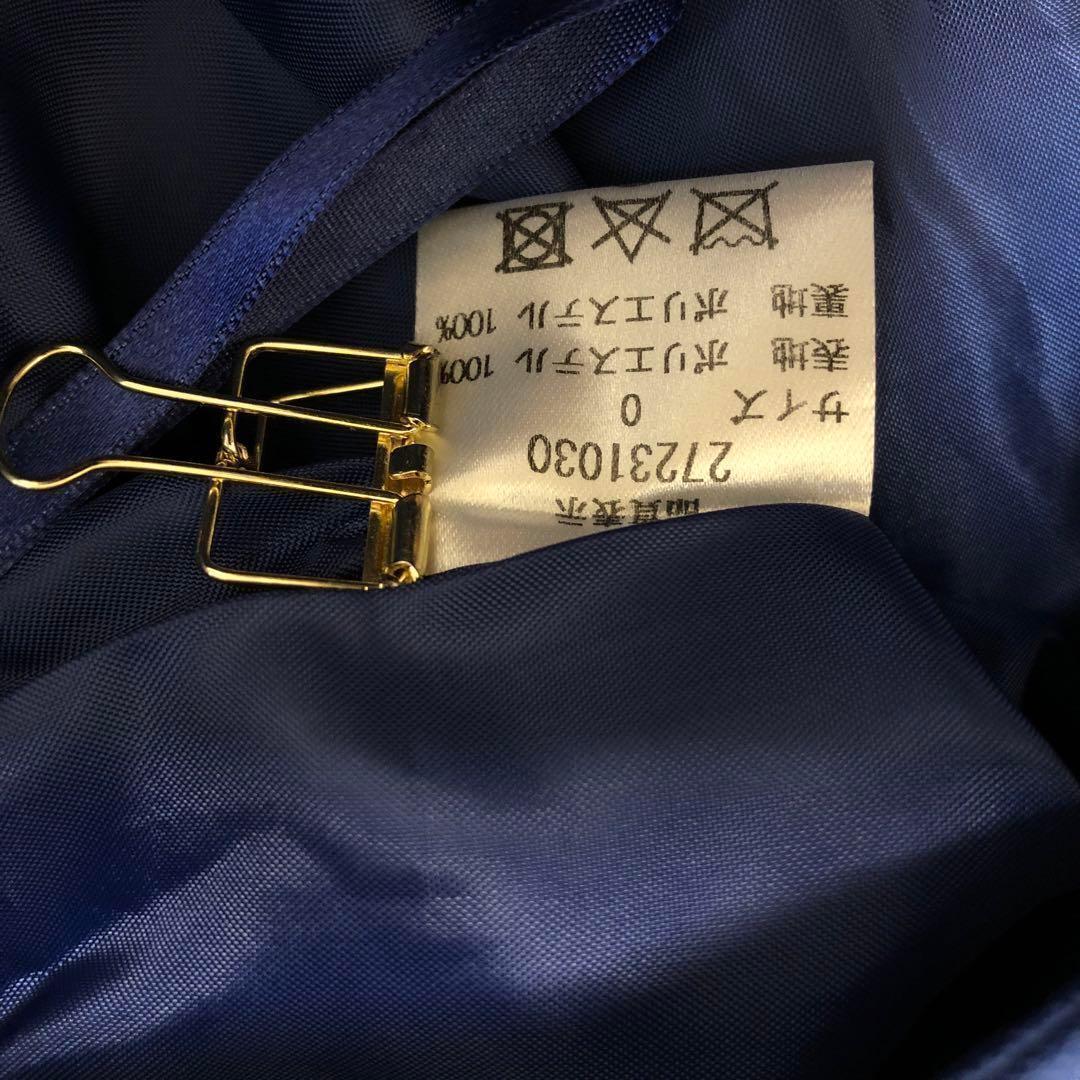 品質表示
27231030
サイズ 0
表地 ポリエステル 100%
裏地 ポリエステル 100%